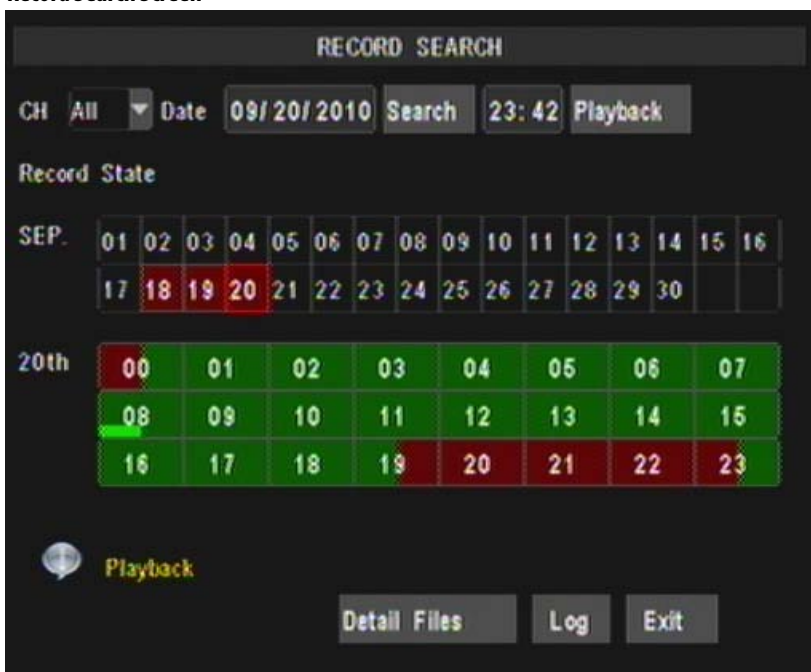 RECORD SEARCH
CH All Date 09/20/2010 Search 23:42 Playback
Record State
SEP. 01 02 03 04 05 06 07 08 09 10 11 12 13 14 15 16
17 18 19 20 21 22 23 24 25 26 27 28 29 30
20th 00 01 02 03 04 05 06 07
08 09 10 11 12 13 14 15
16 17 18 19 20 21 22 23
Playback
Detail Files Log Exit